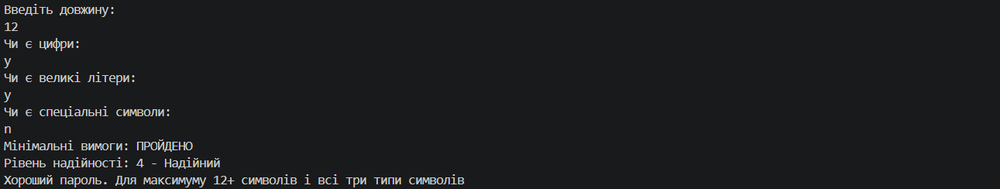 Введіть довжину:
12
Чи є цифри:
y
Чи є великі літери:
y
Чи є спеціальні символи:
n
Мінімальні вимоги: ПРОЙДЕНО
Рівень надійності: 4 - Надійний
Хороший пароль. Для максимуму 12+ символів і всі три типи символів